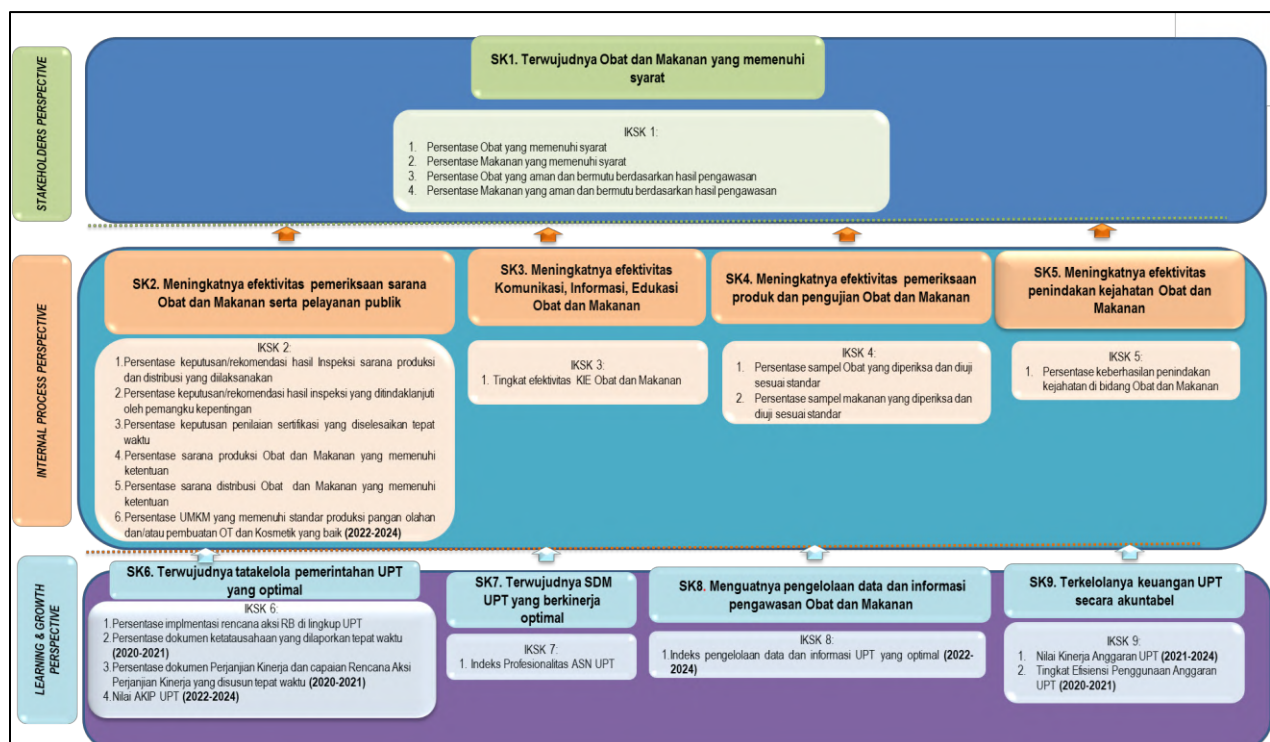 STAKEHOLDERS PERSPECTIVE
SK1. Terwujudnya Obat dan Makanan yang memenuhi
syarat
IKSK 1:
1. Persentase Obat yang memenuhi syarat
2. Persentase Makanan yang memenuhi syarat
3. Persentase Obat yang aman dan bermutu berdasarkan hasil pengawasan
4. Persentase Makanan yang aman dan bermutu berdasarkan hasil pengawasan
INTERNAL PROCESS PERSPECTIVE
SK2. Meningkatnya efektivitas pemeriksaan sarana
Obat dan Makanan serta pelayanan publik
IKSK 2:
1.Persentase keputusan/rekomendasi hasil Inspeksi sarana produksi
dan distribusi yang diilaksanakan
2.Persentase keputusan/rekomendasi hasil inspeksi yang ditindaklanjuti
oleh pemangku kepentingan
3.Persentase keputusan penilaian sertifikasi yang diselesaikan tepat
waktu
4.Persentase sarana produksi Obat dan Makanan yang memenuhi
ketentuan
5.Persentase sarana distribusi Obat dan Makanan yang memenuhi
ketentuan
6.Persentase UMKM yang memenuhi standar produksi pangan olahan
dan/atau pembuatan OT dan Kosmetik yang baik (2022-2024)
SK3. Meningkatnya efektivitas
Komunikasi, Informasi, Edukasi
Obat dan Makanan
IKSK 3:
1. Tingkat efektivitas KIE Obat dan Makanan
SK4. Meningkatnya efektivitas pemeriksaan
produk dan pengujian Obat dan Makanan
IKSK 4:
1. Persentase sampel Obat yang diperiksa dan diuji
sesuai standar
2. Persentase sampel makanan yang diperiksa dan
diuji sesuai standar
SK5. Meningkatnya efektivitas
penindakan kejahatan Obat dan
Makanan
IKSK 5:
1. Persentase keberhasilan penindakan
kejahatan di bidang Obat dan Makanan
LEARNING & GROWTH
PERSPECTIVE
SK6. Terwujudnya tatakelola pemerintahan UPT
yang optimal
IKSK 6:
1.Persentase implmentasi rencana aksi RB di lingkup UPT
2.Persentase dokumen ketatausahaan yang dilaporkan tepat waktu
(2020-2021)
3.Persentase dokumen Perjanjian Kinerja dan capaian Rencana Aksi
Perjanjian Kinerja yang disusun tepat waktu (2020-2021)
4.Nilai AKIP UPT (2022-2024)
SK7. Terwujudnya SDM
UPT yang berkinerja
optimal
IKSK 7:
1. Indeks Profesionalitas ASN UPT
SK8. Menguatnya pengelolaan data dan informasi
pengawasan Obat dan Makanan
IKSK 8:
1.Indeks pengelolaan data dan informasi UPT yang optimal (2022-
2024)
SK9. Terkelolanya keuangan UPT
secara akuntabel
IKSK 9:
1. Nilai Kinerja Anggaran UPT (2021-2024)
2. Tingkat Efisiensi Penggunaan Anggaran
UPT (2020-2021)